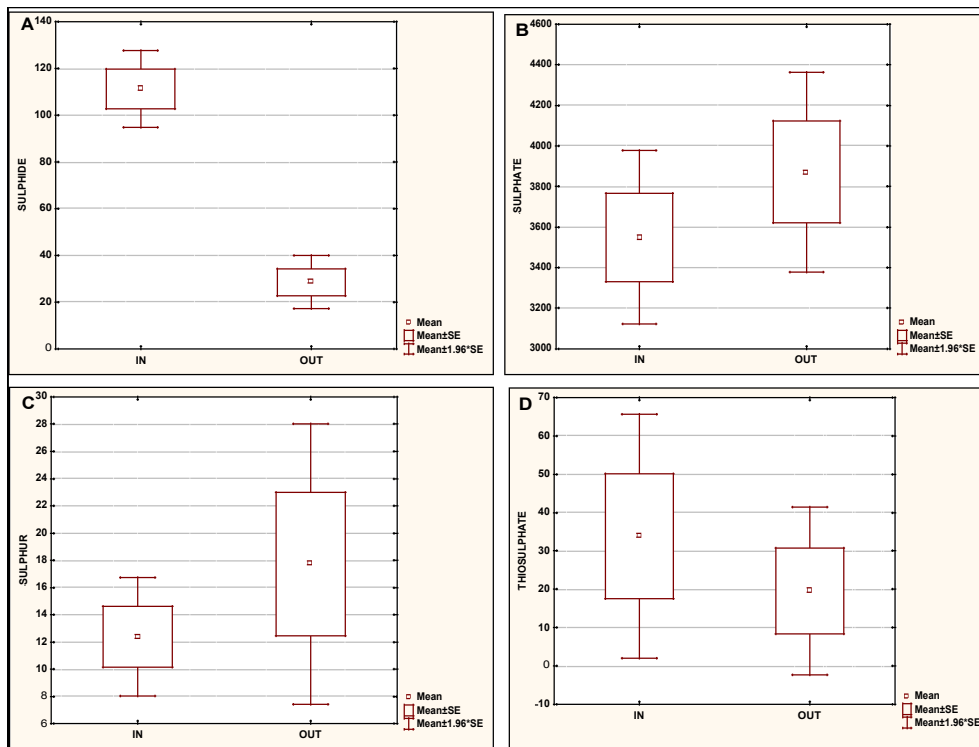 A
140
120
100
80
60
40
20
0
SULPHIDE
IN OUT
Mean
Mean±SE
Mean±1.96*SE
B
4600
4400
4200
4000
3800
3600
3400
3200
3000
SULPHATE
IN OUT
Mean
Mean±SE
Mean±1.96*SE
C
30
28
26
24
22
20
18
16
14
12
10
8
6
SULPHUR
IN OUT
Mean
Mean±SE
Mean±1.96*SE
D
70
60
50
40
30
20
10
0
-10
THIOSULPHATE
IN OUT
Mean
Mean±SE
Mean±1.96*SE